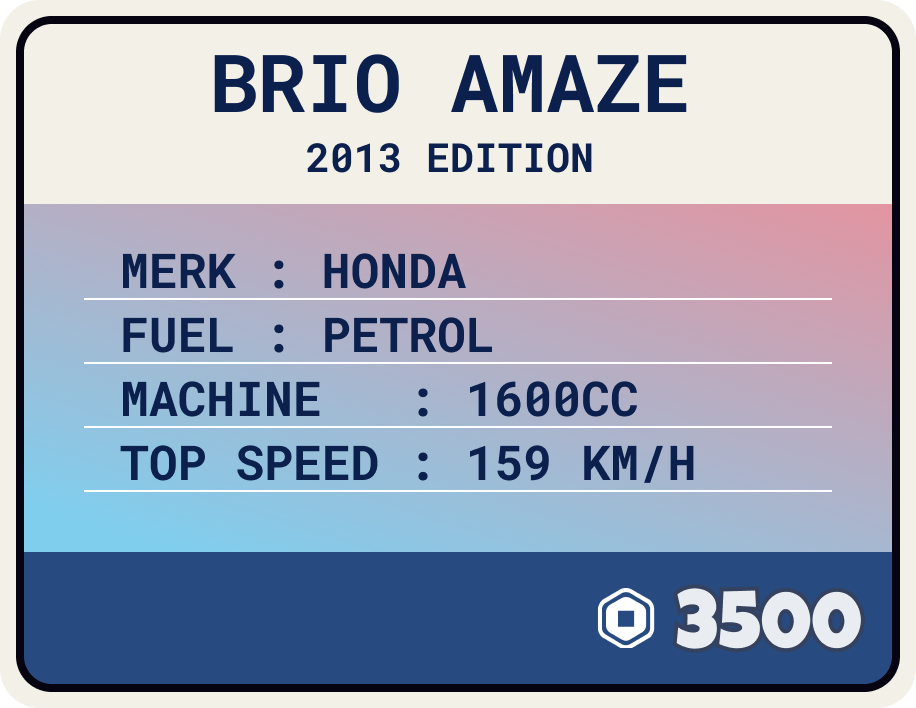 BRIO AMAZE
2013 EDITION
MERK : HONDA
FUEL : PETROL
MACHINE : 1600CC
TOP SPEED : 159 KM/H
3500